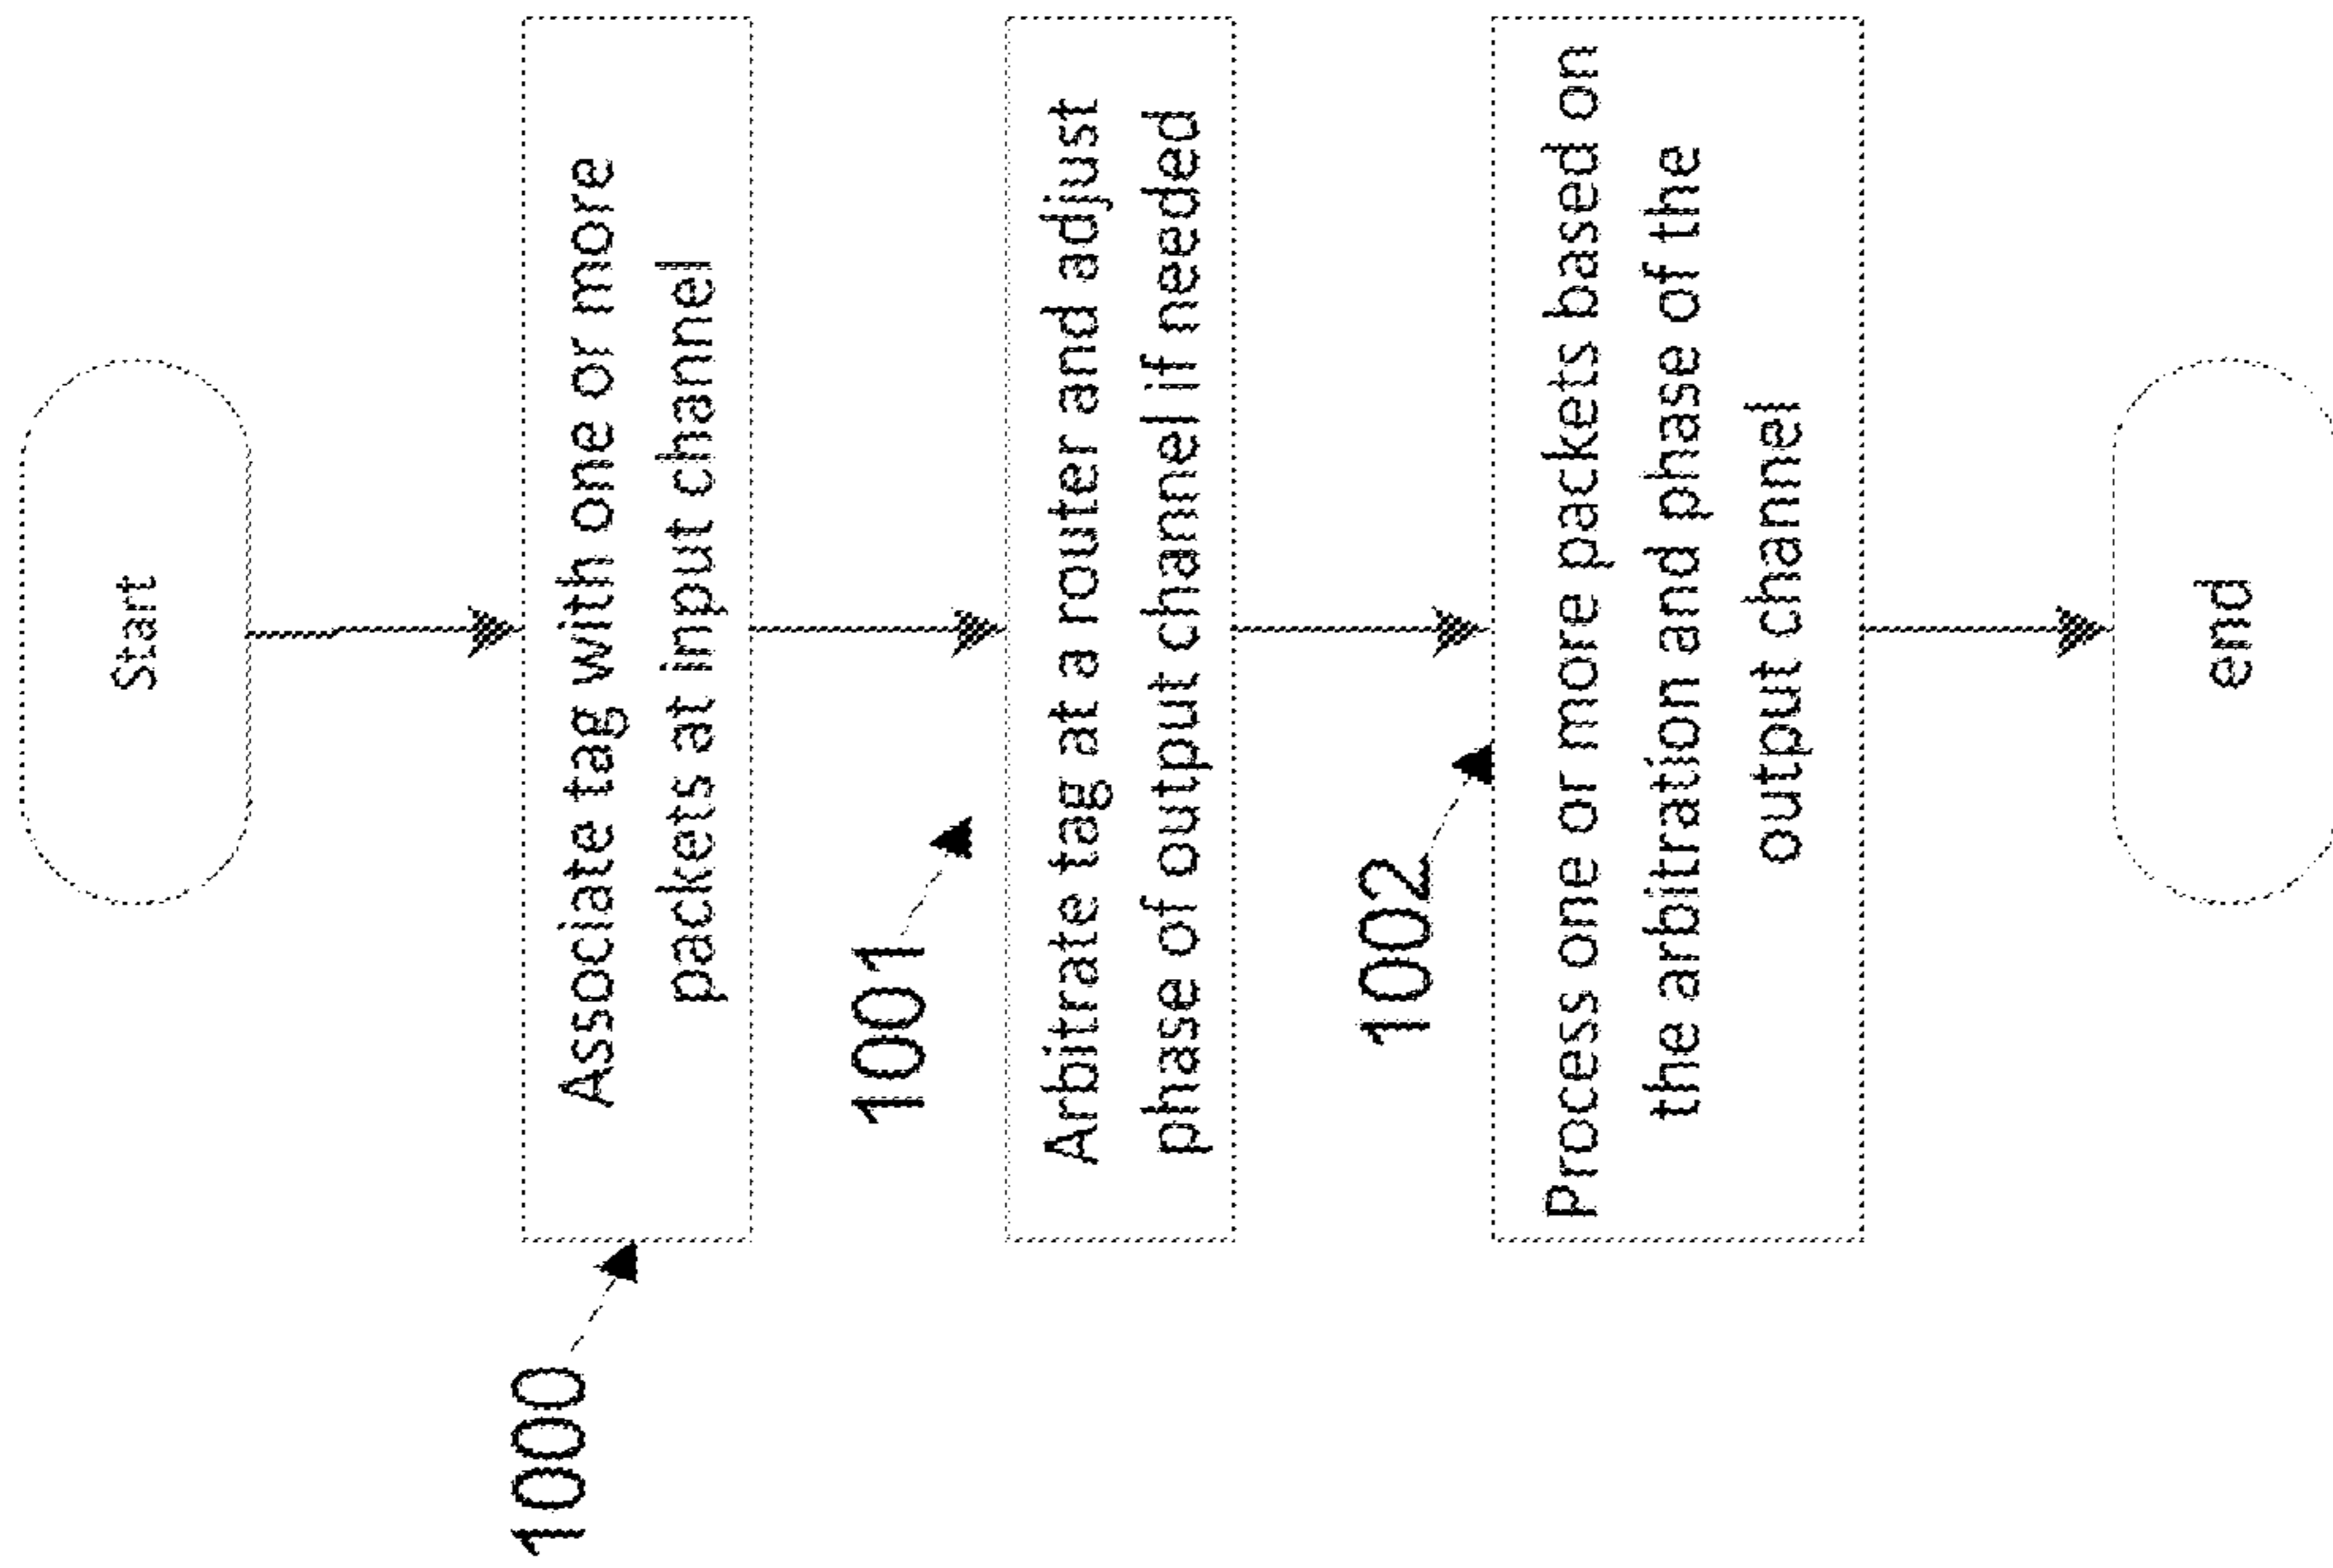 Start
1000
Associate tag with one or more
packets at input channel
1001
Arbitrate tag at a router and adjust
phase of output channel if needed
1002
Process one or more packets based on
the arbitration and phase of the
output channel
end